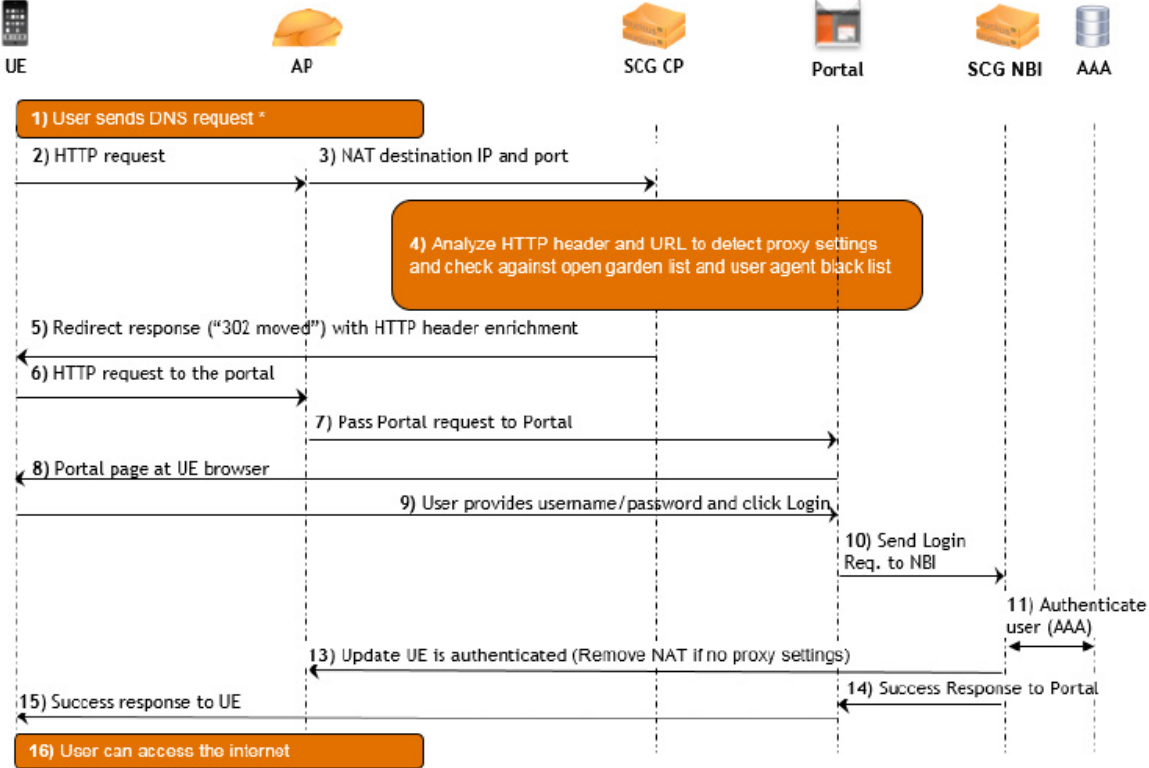 UE AP SCG CP Portal SCG NBI AAA
1) User sends DNS request *
2) HTTP request
3) NAT destination IP and port
4) Analyze HTTP header and URL to detect proxy settings
and check against open garden list and user agent black list
5) Redirect response (“302 moved”) with HTTP header enrichment
6) HTTP request to the portal
7) Pass Portal request to Portal
8) Portal page at UE browser
9) User provides username/password and click Login
10) Send Login
Req. to NBI
11) Authenticate
user (AAA)
13) Update UE is authenticated (Remove NAT if no proxy settings)
14) Success Response to Portal
15) Success response to UE
16) User can access the internet